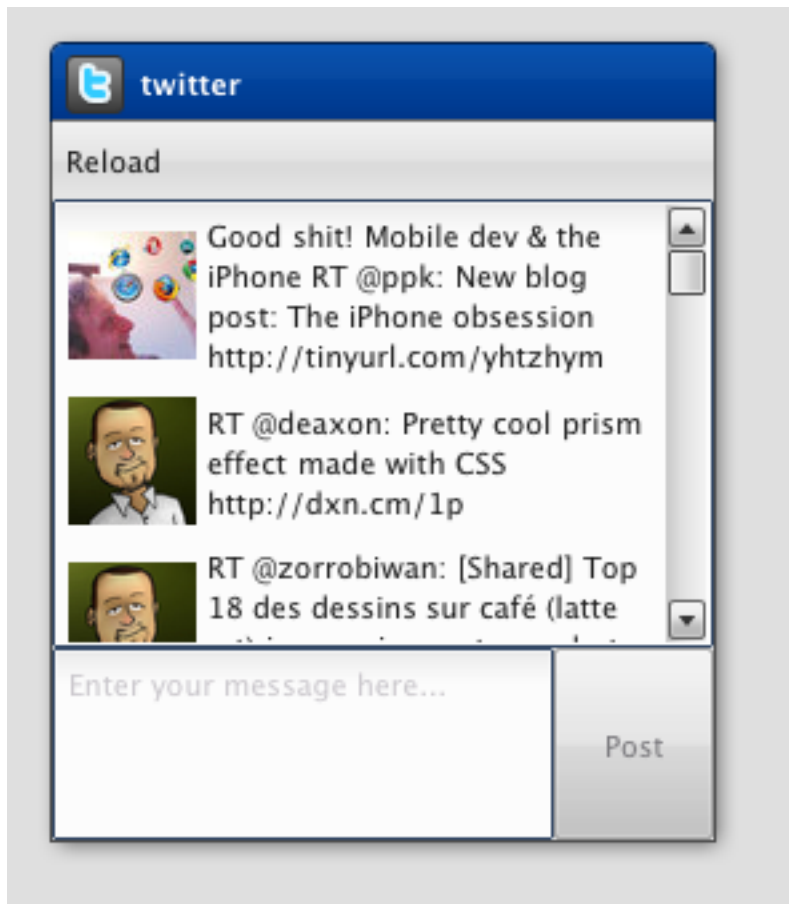 twitter
Reload
Good shit! Mobile dev & the
iPhone RT @ppk: New blog
post: The iPhone obsession
http://tinyurl.com/yhtzhym
RT @deaxon: Pretty cool prism
effect made with CSS
http://dxn.cm/1p
RT @zorrobiwan: [Shared] Top
18 des dessins sur café (latte
Enter your message here...
Post